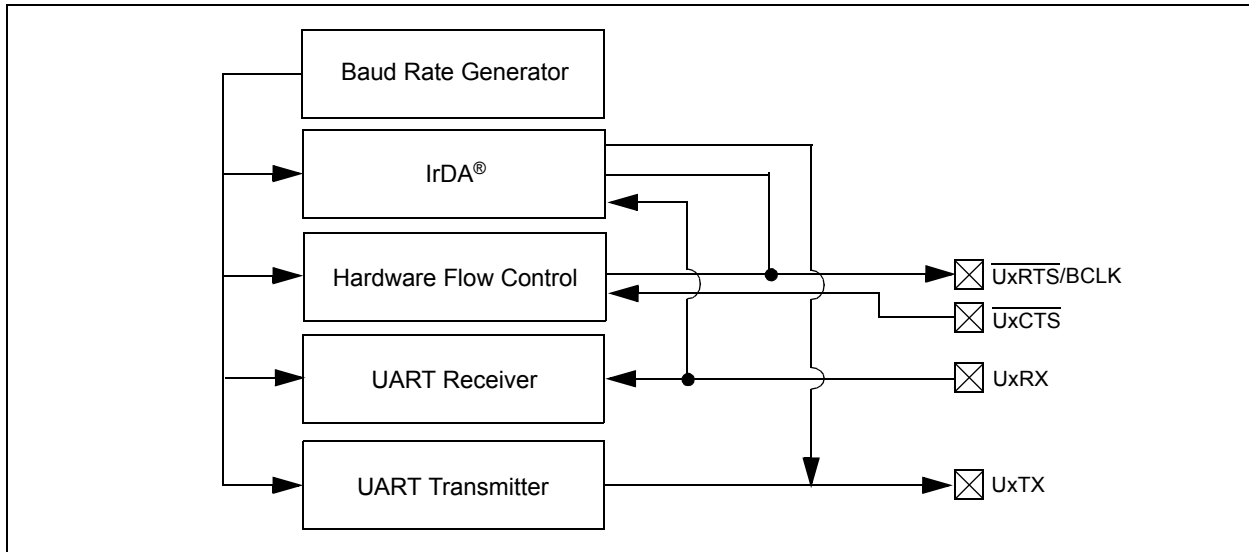 Baud Rate Generator
IrDA®
Hardware Flow Control
UxRTS/BCLK
UxCTS
UART Receiver
UxRX
UART Transmitter
UxTX